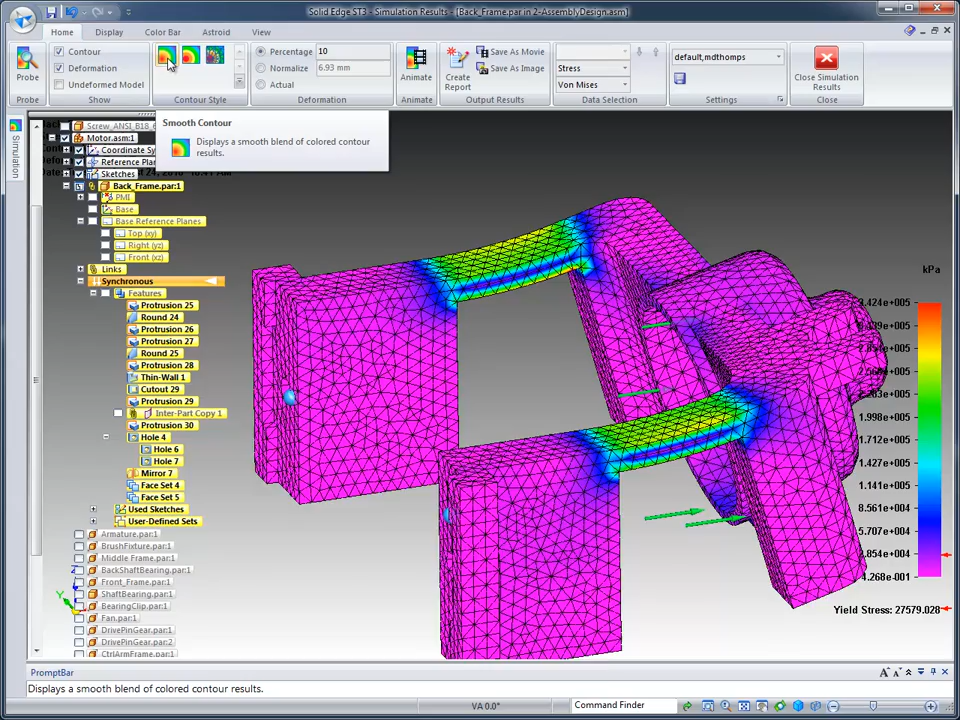 Solid Edge ST3 - Simulation Results - [Back_Frame.par in 2-AssemblyDesign.asm]
Home
Display
Color Bar
Astroid
View
Probe
Contour
Deformation
Undeformed Model
Percentage
10
Normalize
6.93 mm
Actual
Animate
Create Report
Save As Movie
Save As Image
Stress
Von Mises
default,mdthomps
Close Simulation Results
Probe
Show
Contour Style
Deformation
Animate
Output Results
Data Selection
Settings
Close
Smooth Contour
Displays a smooth blend of colored contour
results.
Simulation
Screw_ANSI_B18_6
Motor.asm:1
Coordinate Sy
Reference Plan
Sketches
Back_Frame.par:1
PMI
Base
Base Reference Planes
Top (xy)
Right (yz)
Front (xz)
Links
Synchronous
Features
Protrusion 25
Round 24
Protrusion 26
Protrusion 27
Round 25
Protrusion 28
Thin-Wall 1
Cutout 29
Protrusion 29
Inter-Part Copy 1
Protrusion 30
Hole 4
Hole 6
Hole 7
Mirror 7
Face Set 4
Face Set 5
Used Sketches
User-Defined Sets
Armature.par:1
BrushFixture.par:1
Middle Frame.par:1
BackShaftBearing.par:1
Front_Frame.par:1
ShaftBearing.par:1
BearingClip.par:1
Fan.par:1
DrivePinGear.par:1
DrivePinGear.par:2
CtrlArmFrame.par:1
Z
Y
kPa
3.424e+005
2.283e+005
1.998e+005
1.712e+005
1.427e+005
1.141e+005
8.561e+004
5.707e+004
2.854e+004
4.268e-001
Yield Stress: 27579.028
PromptBar
Displays a smooth blend of colored contour results.
VA 0.0°
Command Finder